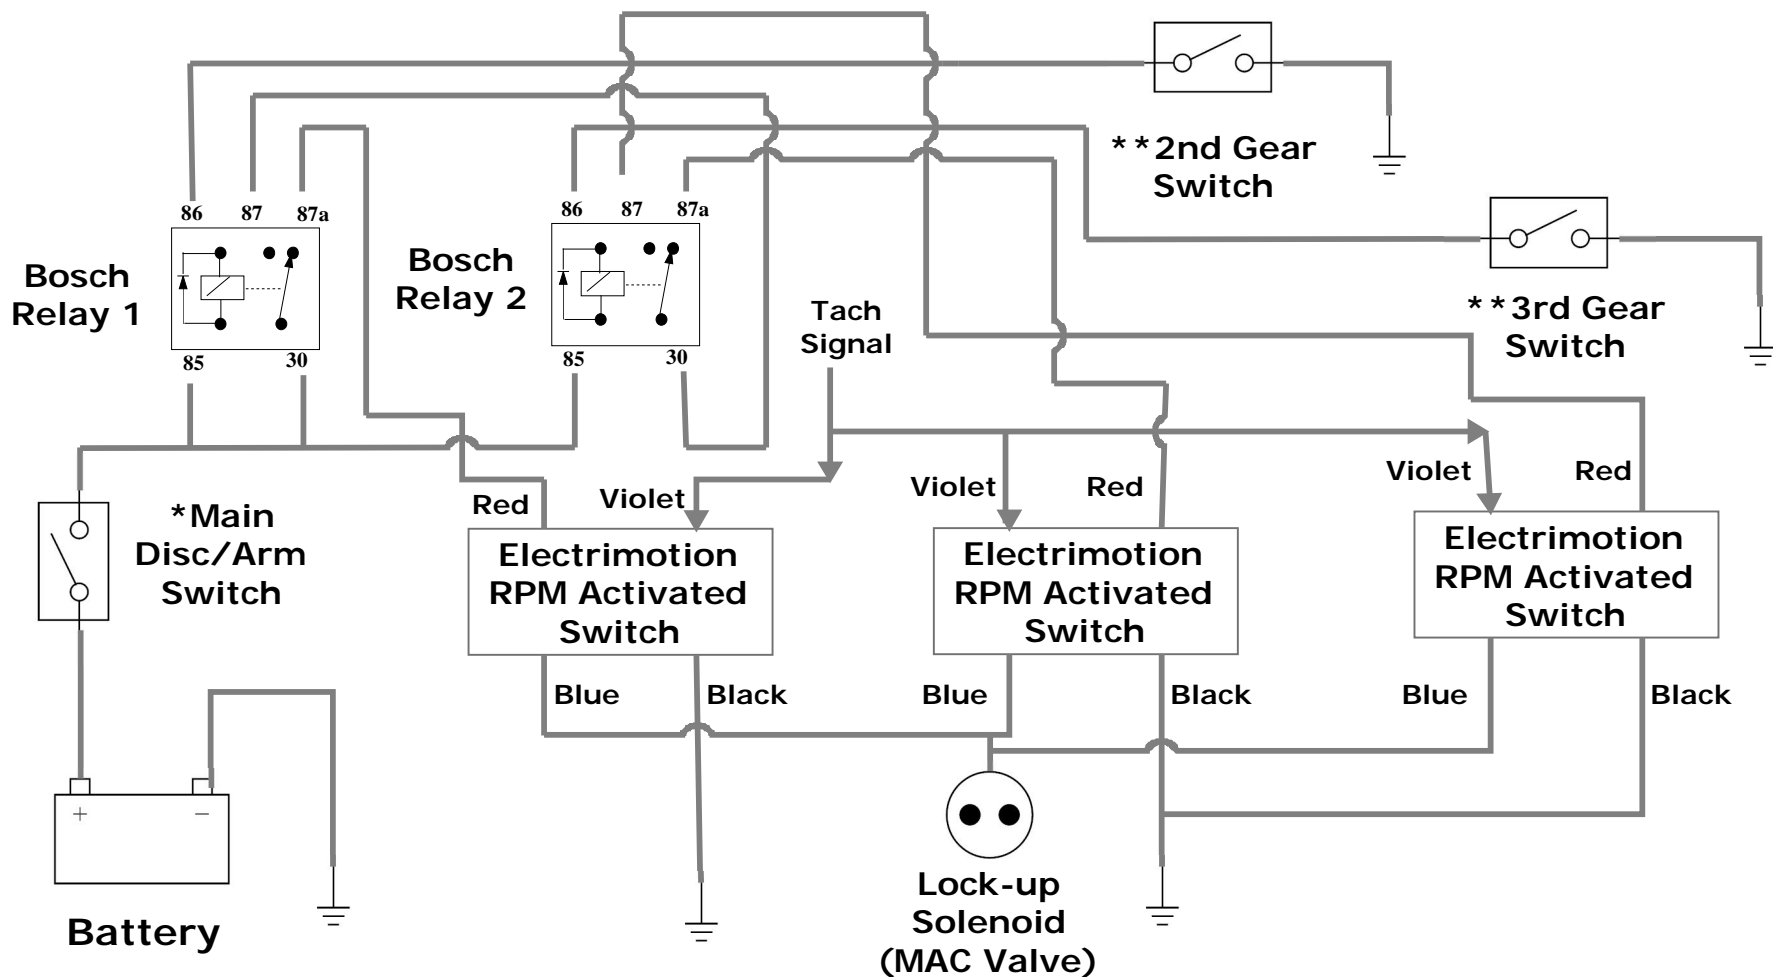 **2nd Gear
Switch
86
87
87a
86
87
87a
Bosch
Relay 1
Bosch
Relay 2
**3rd Gear
Switch
Tach
Signal
85
30
85
30
*Main
Disc/Arm
Switch
Red
Violet
Violet
Red
Violet
Red
Electrimotion
RPM Activated
Switch
Electrimotion
RPM Activated
Switch
Electrimotion
RPM Activated
Switch
Blue
Black
Blue
Black
Blue
Black
+
−
Battery
Lock-up
Solenoid
(MAC Valve)